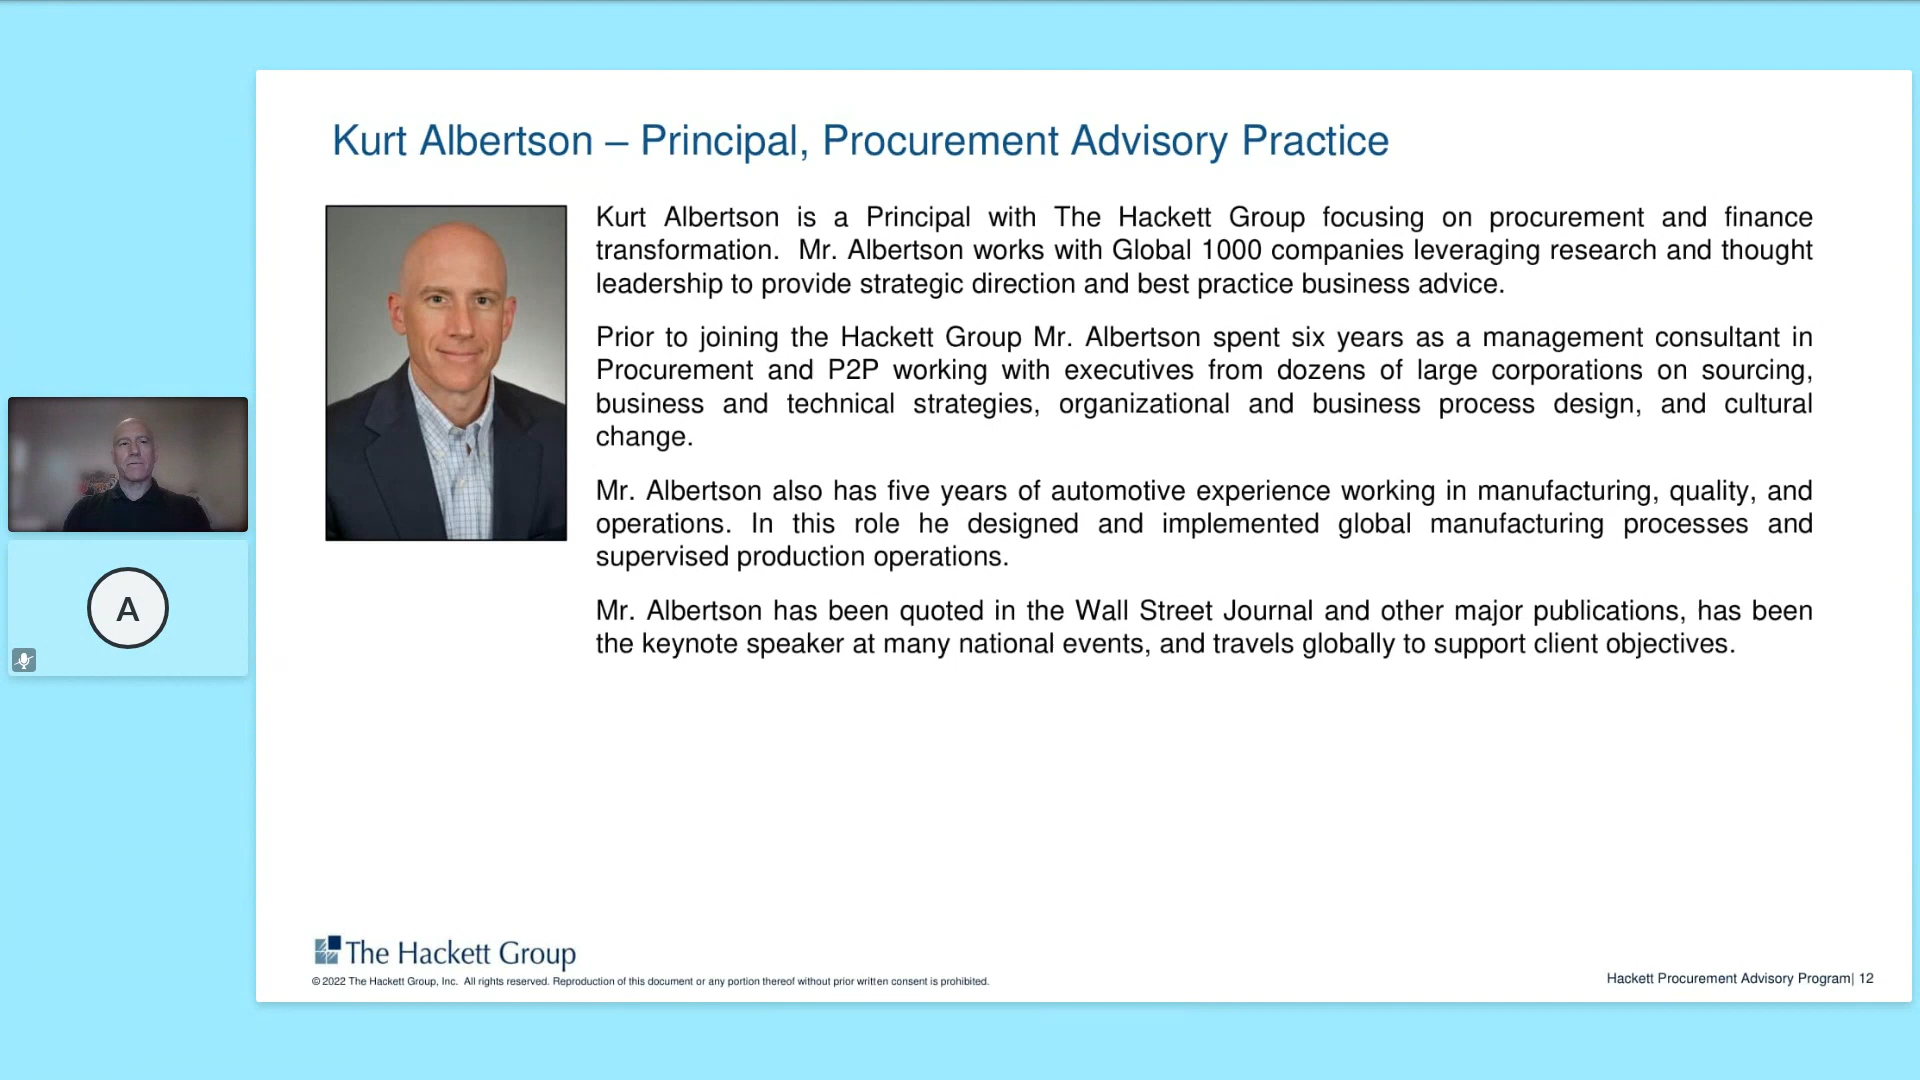 Kurt Albertson – Principal, Procurement Advisory Practice
Kurt Albertson is a Principal with The Hackett Group focusing on procurement and finance
transformation.  Mr. Albertson works with Global 1000 companies leveraging research and thought
leadership to provide strategic direction and best practice business advice.
Prior to joining the Hackett Group Mr. Albertson spent six years as a management consultant in
Procurement and P2P working with executives from dozens of large corporations on sourcing,
business and technical strategies, organizational and business process design, and cultural
change.
Mr. Albertson also has five years of automotive experience working in manufacturing, quality, and
operations. In this role he designed and implemented global manufacturing processes and
supervised production operations.
Mr. Albertson has been quoted in the Wall Street Journal and other major publications, has been
the keynote speaker at many national events, and travels globally to support client objectives.
A
The Hackett Group
© 2022 The Hackett Group, Inc.  All rights reserved. Reproduction of this document or any portion thereof without prior written consent is prohibited.
Hackett Procurement Advisory Program| 12